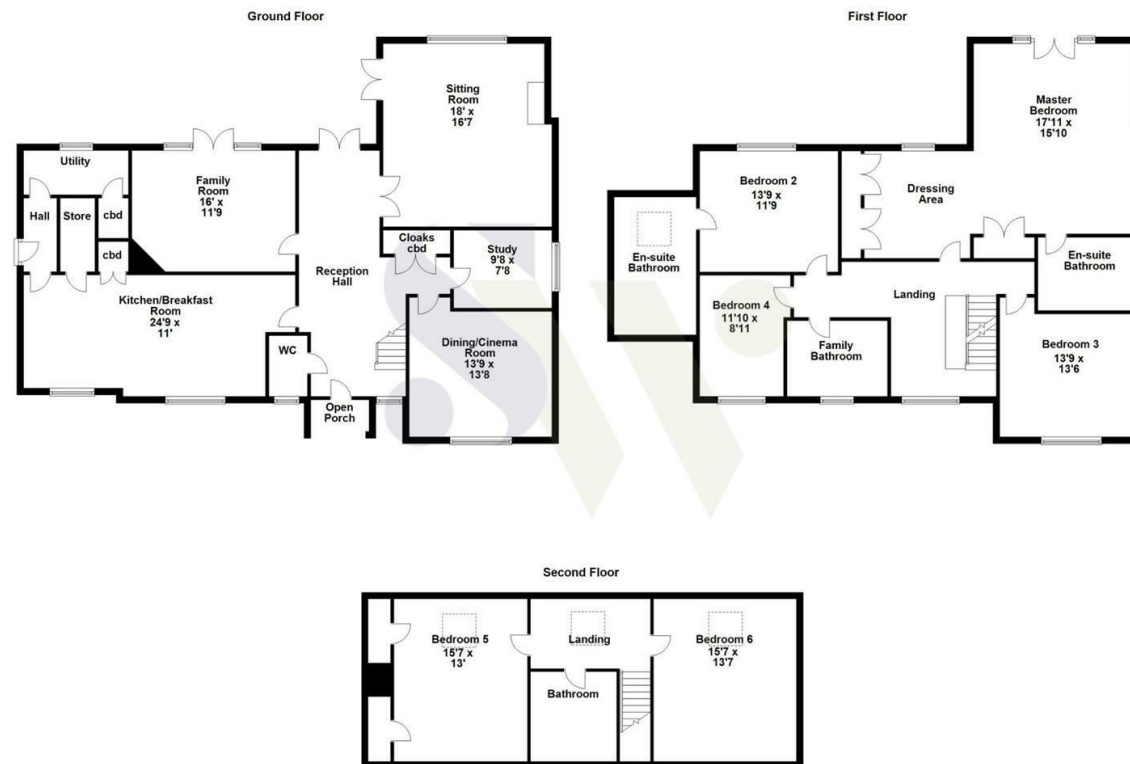 Ground Floor
First Floor
Sitting
Room
18' x
16'7
Utility
Family
Room
16' x
11'9
Hall
Store
cbd
cbd
Cloaks
cbd
Study
9'8 x
7'8
Reception
Hall
Kitchen/Breakfast
Room
24'9 x
11'
WC
Dining/Cinema
Room
13'9 x
13'8
Open
Porch
Master
Bedroom
17'11 x
15'10
Bedroom 2
13'9 x
11'9
Dressing
Area
En-suite
Bathroom
En-suite
Bathroom
Landing
Bedroom 4
11'10 x
8'11
Family
Bathroom
Bedroom 3
13'9 x
13'6
Second Floor
Bedroom 5
15'7 x
13'
Landing
Bedroom 6
15'7 x
13'7
Bathroom